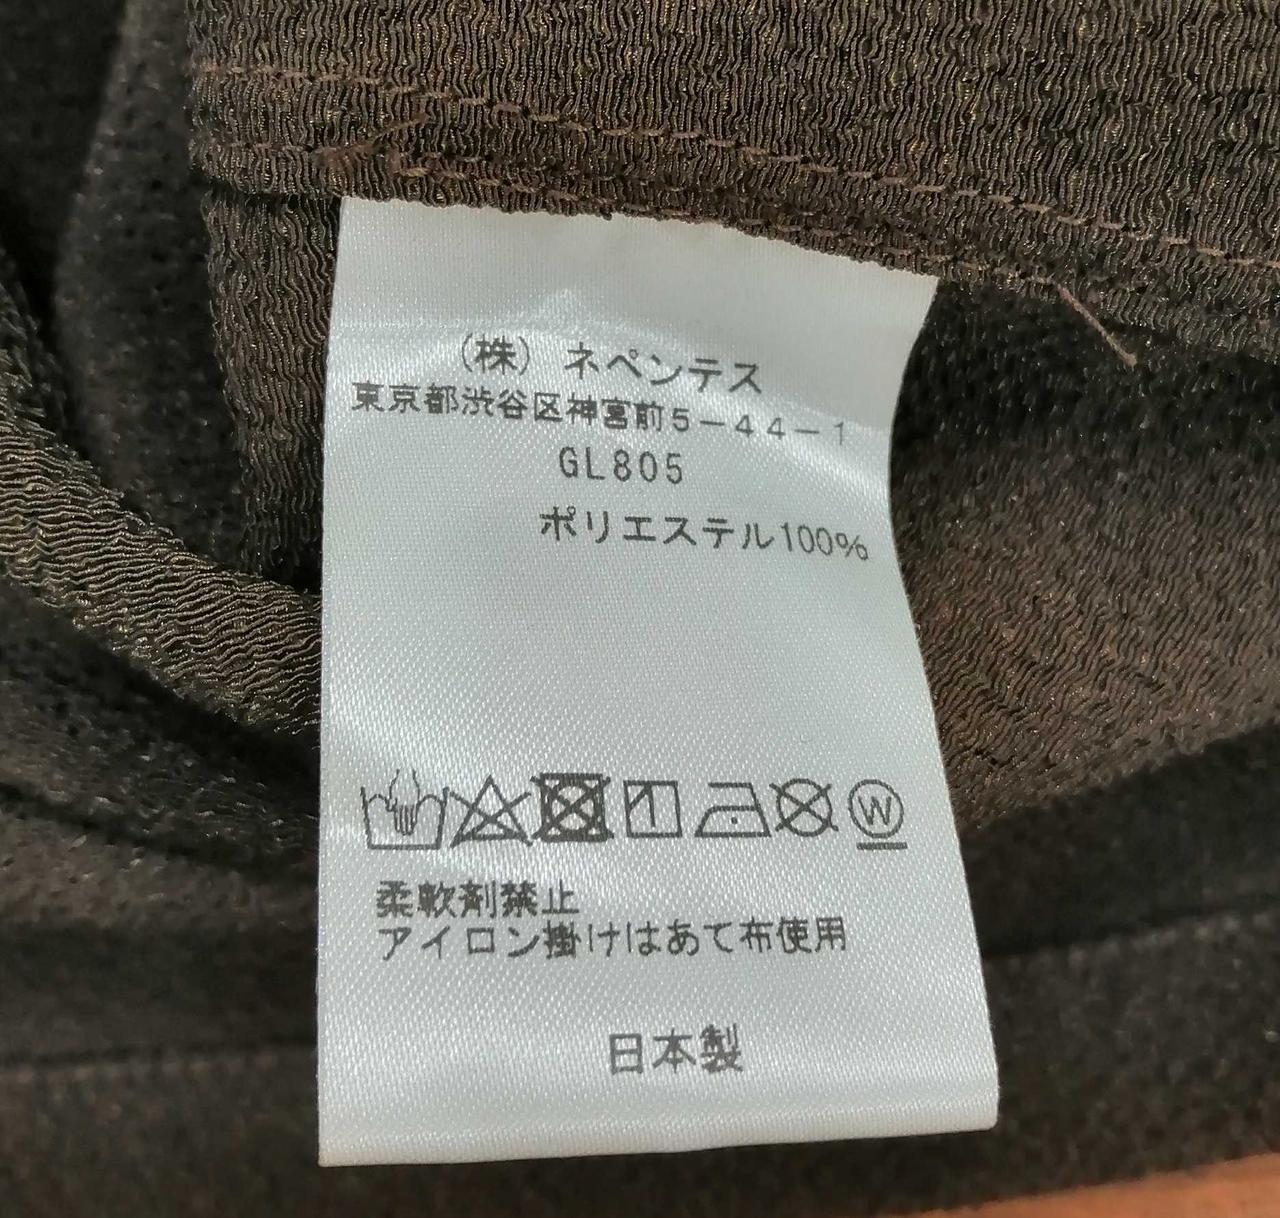 (株) ネペンテス
東京都渋谷区神宮前5-44-1
GL805
ポリエステル100%
W
柔軟剤禁止
アイロン掛けはあて布使用
日本製